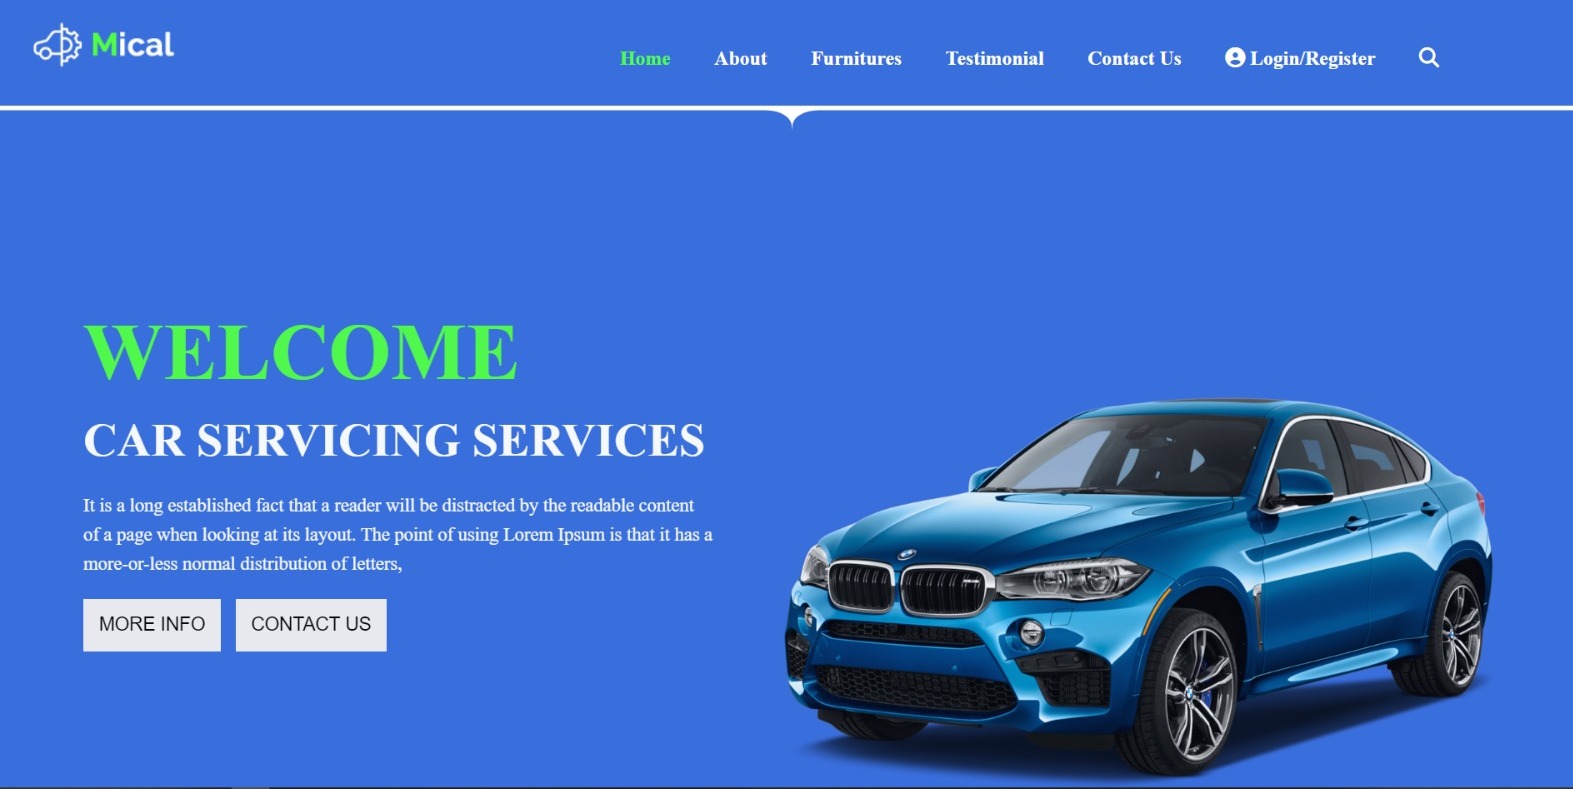 Mical
Home About Furnitures Testimonial Contact Us Login/Register
WELCOME
CAR SERVICING SERVICES
It is a long established fact that a reader will be distracted by the readable content
of a page when looking at its layout. The point of using Lorem Ipsum is that it has a
more-or-less normal distribution of letters,
MORE INFO CONTACT US